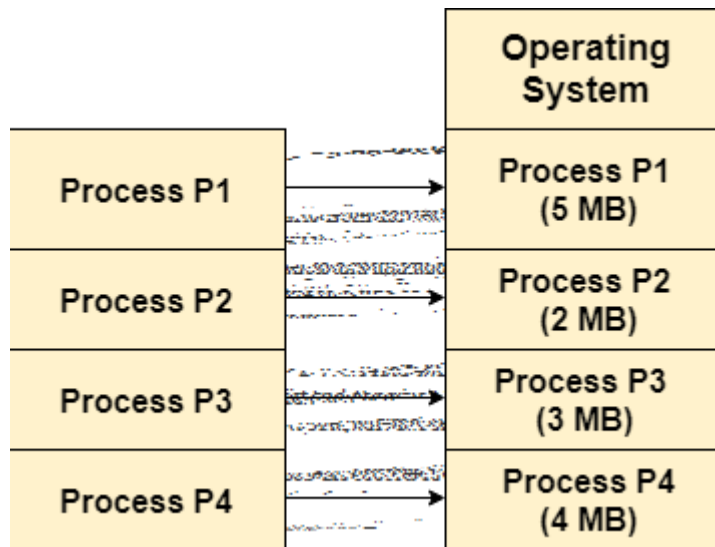 Operating
System
Process P1
Process P1
(5 MB)
Process P2
Process P2
(2 MB)
Process P3
Process P3
(3 MB)
Process P4
Process P4
(4 MB)